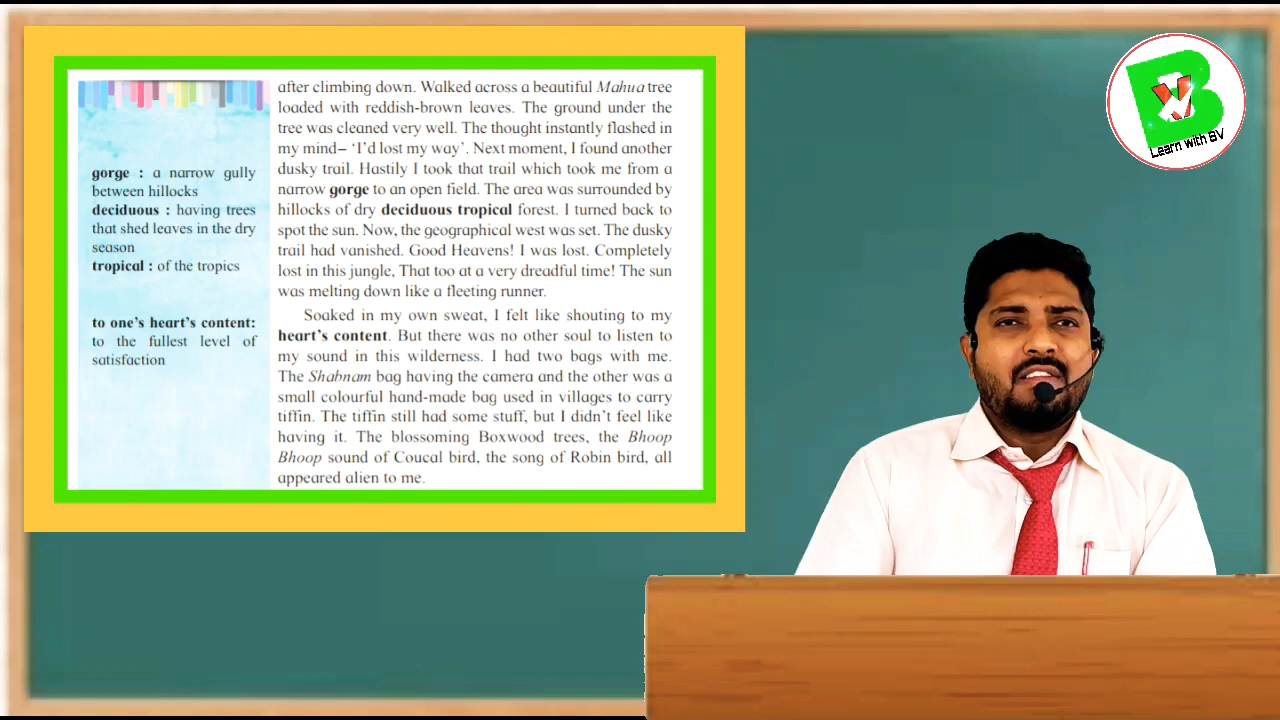 gorge : a narrow gully
between hillocks
deciduous : having trees
that shed leaves in the dry
season
tropical : of the tropics
to one's heart's content:
to the fullest level of
satisfaction
after climbing down. Walked across a beautiful Mahua tree
loaded with reddish-brown leaves. The ground under the
tree was cleaned very well. The thought instantly flashed in
my mind– ‘I’d lost my way’. Next moment, I found another
dusky trail. Hastily I took that trail which took me from a
narrow gorge to an open field. The area was surrounded by
hillocks of dry deciduous tropical forest. I turned back to
spot the sun. Now, the geographical west was set. The dusky
trail had vanished. Good Heavens! I was lost. Completely
lost in this jungle, That too at a very dreadful time! The sun
was melting down like a fleeting runner.
Soaked in my own sweat, I felt like shouting to my
heart’s content. But there was no other soul to listen to
my sound in this wilderness. I had two bags with me.
The Shabnam bag having the camera and the other was a
small colourful hand-made bag used in villages to carry
tiffin. The tiffin still had some stuff, but I didn’t feel like
having it. The blossoming Boxwood trees, the Bhoop
Bhoop sound of Coucal bird, the song of Robin bird, all
appeared alien to me.
B
V
Learn with BV